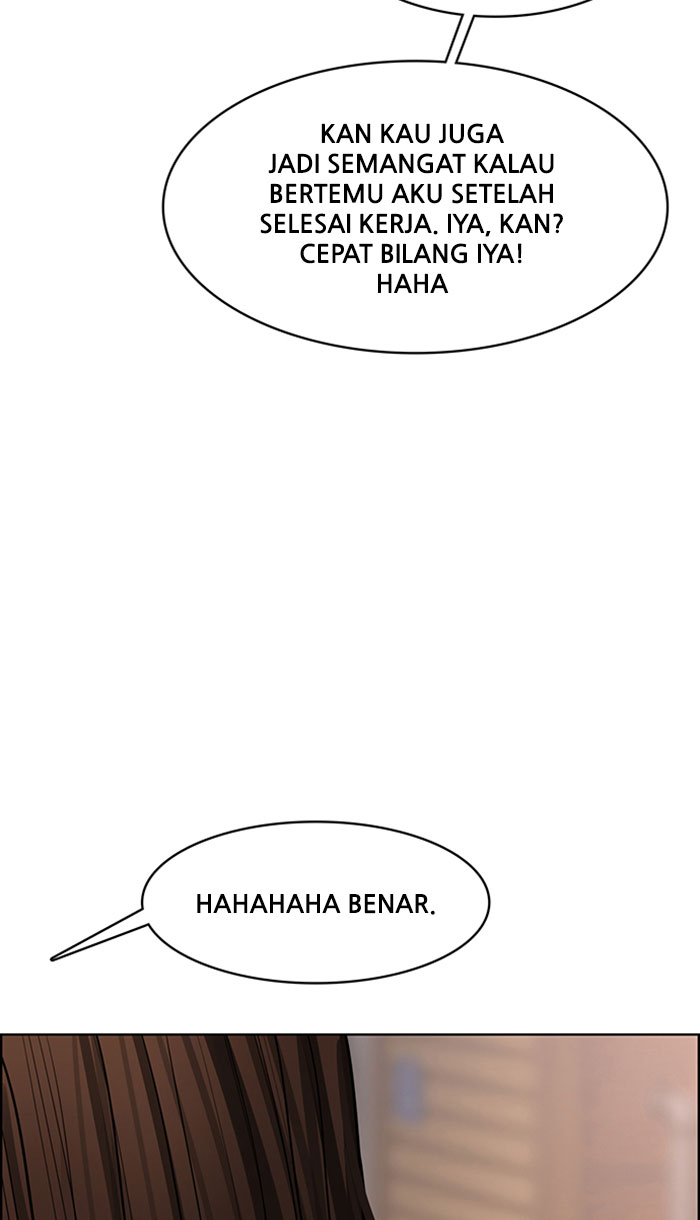 KAN KAU JUGA
JADI SEMANGAT KALAU
BERTEMU AKU SETELAH
SELESAI KERJA. IYA, KAN?
CEPAT BILANG IYA!
HAHA
HAHAHAHA BENAR.